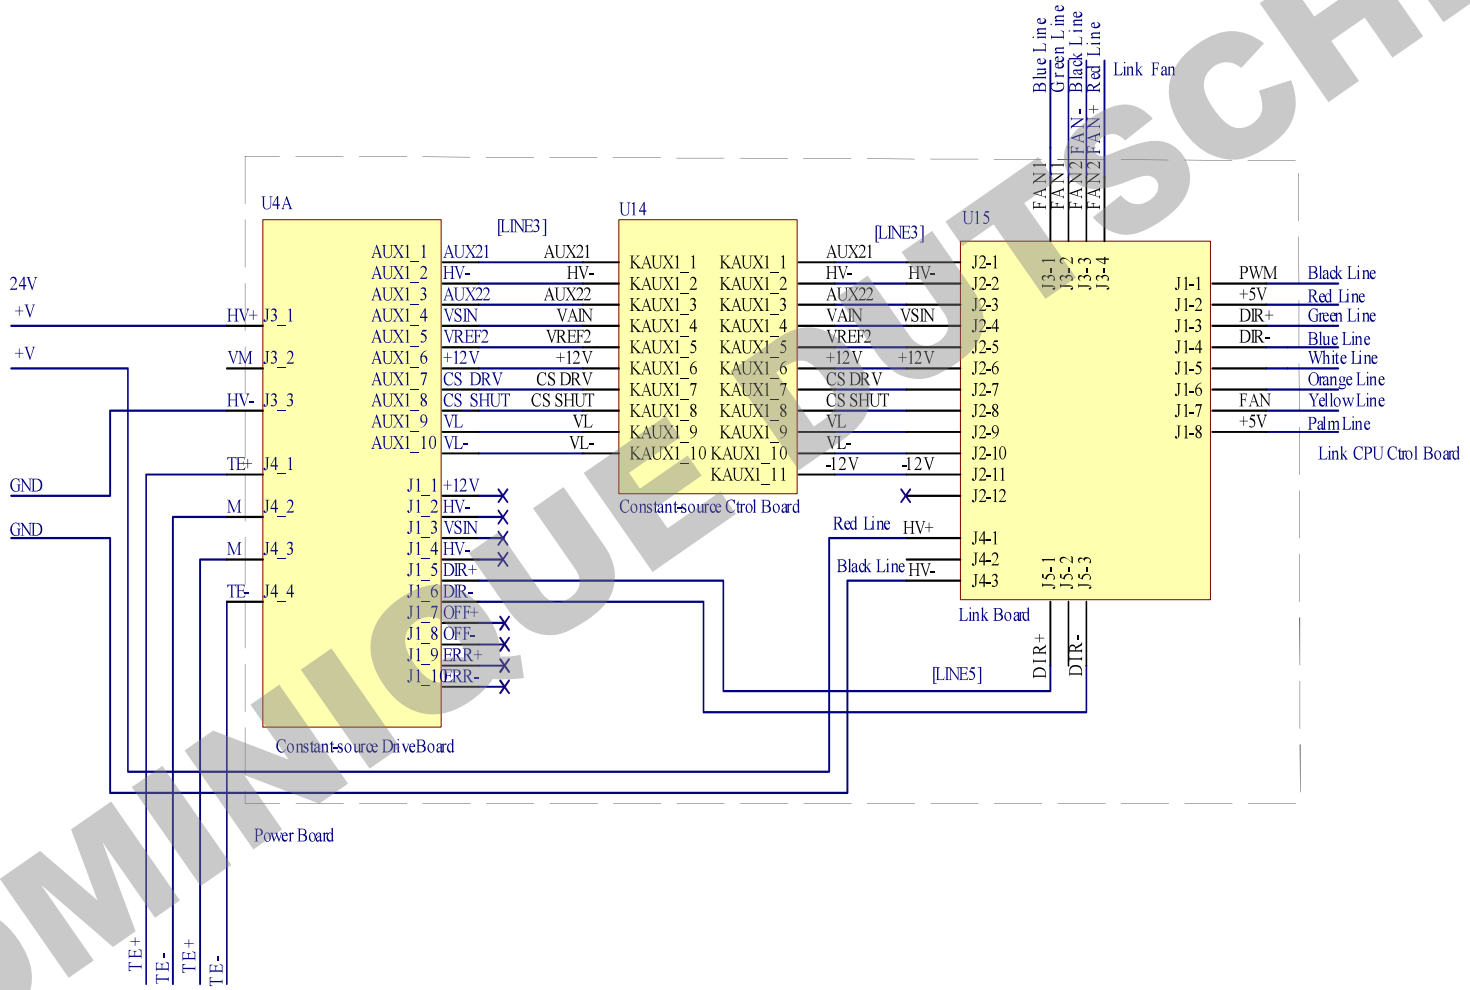 Blue Line
Green Line
Black Line
Red Line
Link Fan
FAN1
FAN1
FAN2 FAN-
FAN2 FAN+
U4A
[LINE3]
U14
[LINE3]
U15
24V
+V
+V
GND
GND
HV+ J3_1
VM J3_2
HV- J3_3
TE+ J4_1
M J4_2
M J4_3
TE- J4_4
AUX1_1 AUX21 AUX21
AUX1_2 HV- HV-
AUX1_3 AUX22 AUX22
AUX1_4 VSIN VAIN
AUX1_5 VREF2 VREF2
AUX1_6 +12V +12V
AUX1_7 CS DRV CS DRV
AUX1_8 CS SHUT CS SHUT
AUX1_9 VL VL
AUX1_10 VL- VL-
J1_1 +12V
J1_2 HV-
J1_3 VSIN
J1_4 HV-
J1_5 DIR+
J1_6 DIR-
J1_7 OFF+
J1_8 OFF-
J1_9 ERR+
J1_10 ERR-
Constant-source DriveBoard
KAUX1_1 KAUX1_1
KAUX1_2 KAUX1_2
KAUX1_3 KAUX1_3
KAUX1_4 KAUX1_4
KAUX1_5 KAUX1_5
KAUX1_6 KAUX1_6
KAUX1_7 KAUX1_7
KAUX1_8 KAUX1_8
KAUX1_9 KAUX1_9
KAUX1_10 KAUX1_10
KAUX1_11
Constant-source Ctrol Board
AUX21 J2-1
HV- HV- J2-2
AUX22 J2-3
VAIN VSIN J2-4
VREF2 J2-5
+12V +12V J2-6
CS DRV J2-7
CS SHUT J2-8
VL J2-9
VL- J2-10
-12V -12V J2-11
J2-12
Red Line HV+ J4-1
J4-2
Black Line HV- J4-3
J3-1
J3-2
J3-3
J3-4
J1-1 PWM Black Line
J1-2 +5V Red Line
J1-3 DIR+ Green Line
J1-4 DIR- Blue Line
J1-5 White Line
J1-6 Orange Line
J1-7 FAN Yellow Line
J1-8 +5V Palm Line
Link CPU Ctrol Board
J5-1
J5-2
J5-3
Link Board
DIR+
DIR-
[LINE5]
Power Board
TE+
TE-
TE+
TE-
OMINIQUE DUTSCH